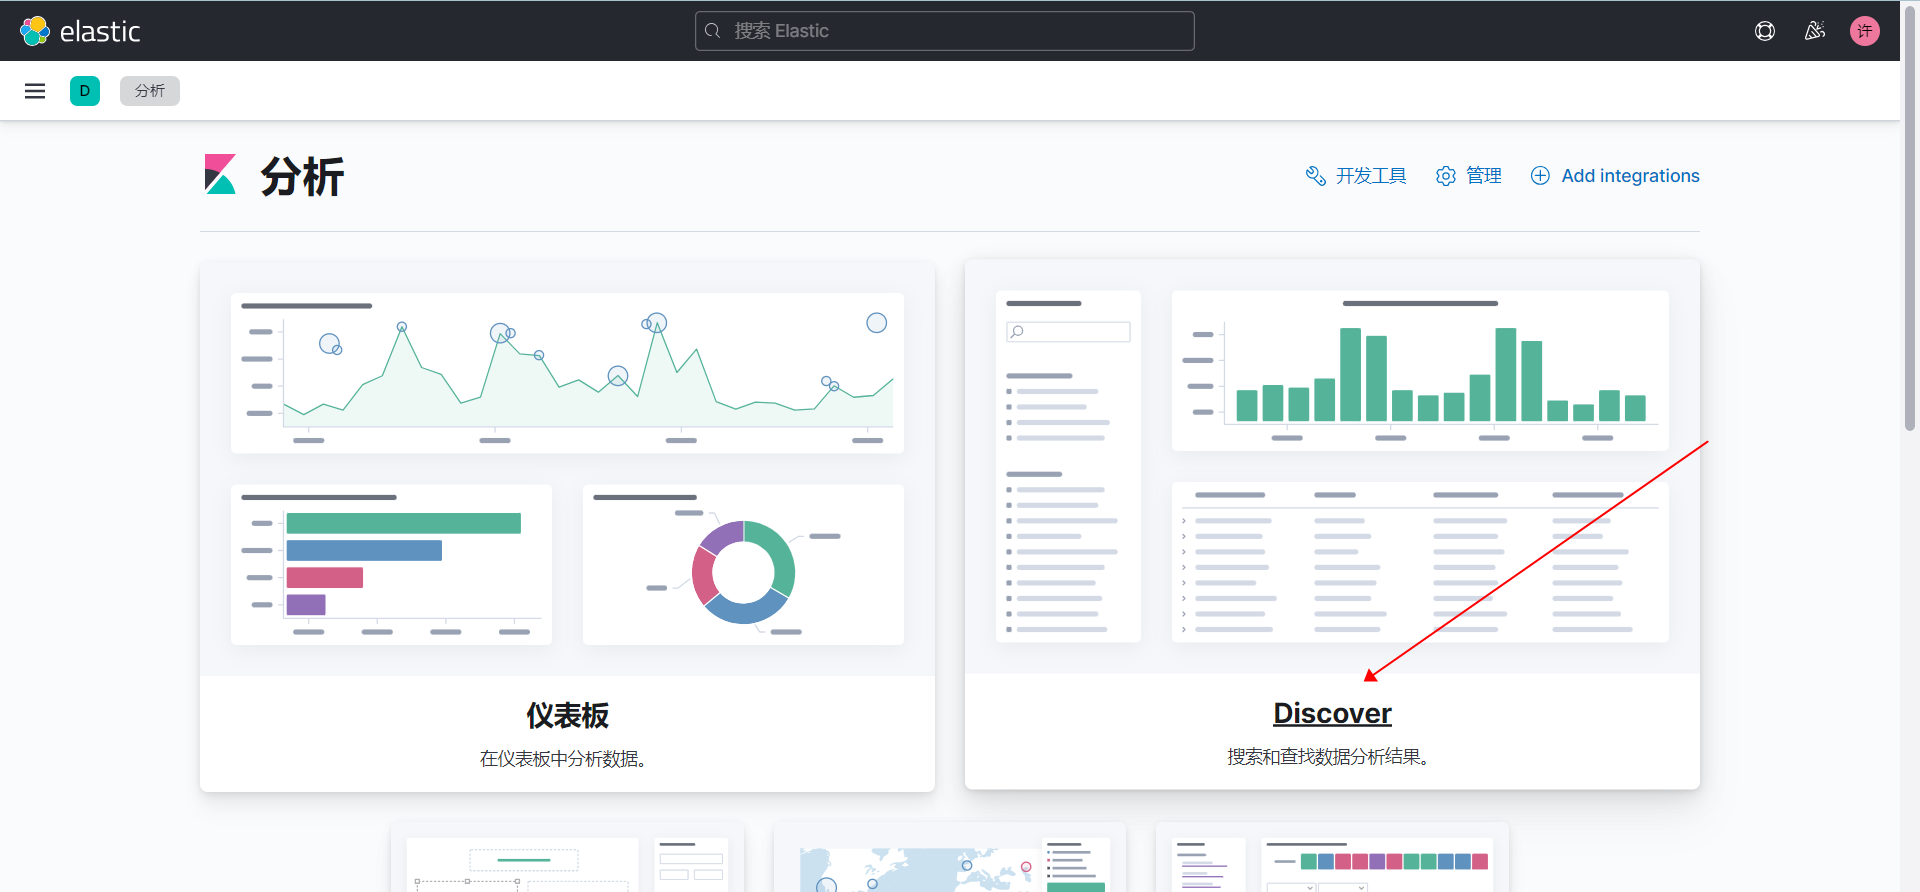 elastic
搜索 Elastic
许
D
分析
分析
开发工具
管理
Add integrations
仪表板
在仪表板中分析数据。
Discover
搜索和查找数据分析结果。